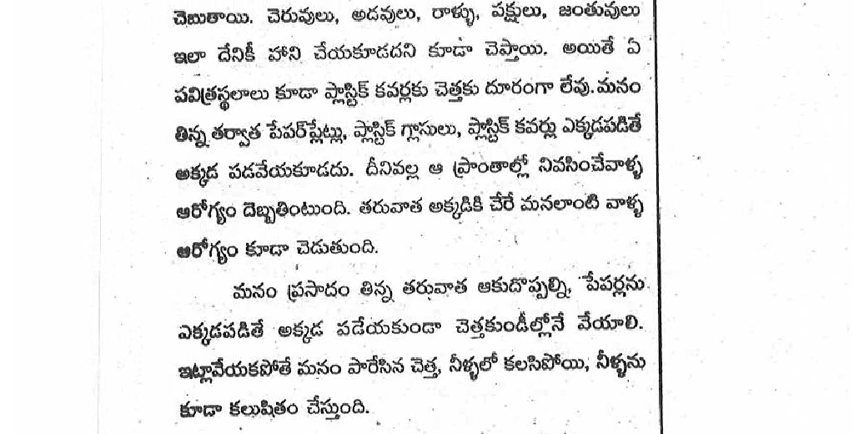 చెబుతాయి. చెరువులు, అడవులు, రాళ్ళు, పక్షులు, జంతువులు
ఇలా దేనికీ హాని చేయకూడదని కూడా చెప్తాయి. అయితే ఏ
పవిత్రస్థలాలు కూడా ప్లాస్టిక్ కవర్లకు చెత్తకు దూరంగా లేవు. మనం
తిన్న తర్వాత పేపర్‌ప్లేట్లు, ప్లాస్టిక్ గ్లాసులు, ప్లాస్టిక్ కవర్లు ఎక్కడపడితే
అక్కడ పడవేయకూడదు. దీనివల్ల ఆ ప్రాంతాల్లో నివసించేవాళ్ళ
ఆరోగ్యం దెబ్బతింటుంది. తరువాత అక్కడికి చేరే మనలాంటి వాళ్ళ
ఆరోగ్యం కూడా చెడుతుంది.
మనం ప్రసాదం తిన్న తరువాత ఆకుదొప్పల్ని, పేపర్లను
ఎక్కడపడితే అక్కడ పడేయకుండా చెత్తకుండీల్లోనే వేయాలి.
ఇట్లావేయకపోతే మనం పారేసిన చెత్త, నీళ్ళలో కలసిపోయి, నీళ్ళను
కూడా కలుషితం చేస్తుంది.